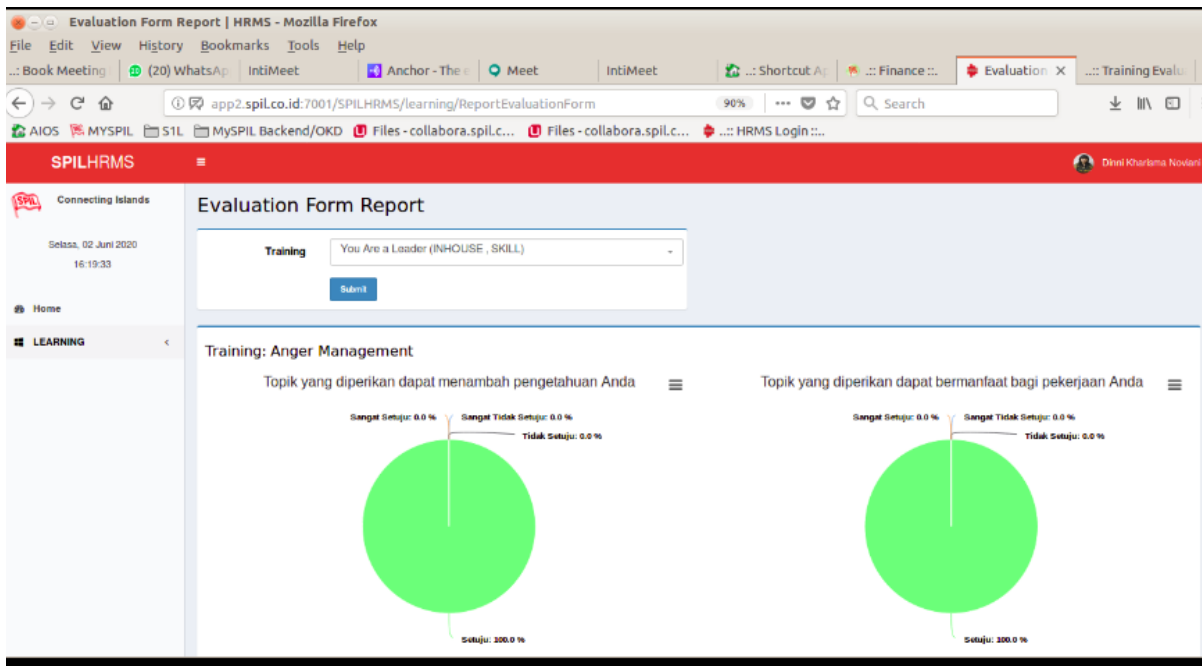 Evaluation Form Report | HRMS - Mozilla Firefox
File Edit View History Bookmarks Tools Help
..: Book Meeting (20) WhatsAp IntiMeet Anchor - The e Meet IntiMeet ..: Shortcut A .:: Finance ::. Evaluation ..:: Training Evalu
app2.spil.co.id:7001/SPILHRMS/learning/ReportEvaluationForm 90% Search
AIOS MYSPIL S1L MySPIL Backend/OKD Files - collabora.spil.c... Files - collabora.spil.c... ..:: HRMS Login ::..
SPILHRMS Dinni Kharisma Noviani
SPIL Connecting Islands
Selasa, 02 Juni 2020
16:19:33
Home
LEARNING
Evaluation Form Report
Training You Are a Leader (INHOUSE , SKILL)
Submit
Training: Anger Management
Topik yang diperikan dapat menambah pengetahuan Anda
Sangat Setuju: 0.0 % Sangat Tidak Setuju: 0.0 %
Tidak Setuju: 0.0 %
Setuju: 100.0 %
Topik yang diperikan dapat bermanfaat bagi pekerjaan Anda
Sangat Setuju: 0.0 % Sangat Tidak Setuju: 0.0 %
Tidak Setuju: 0.0 %
Setuju: 100.0 %